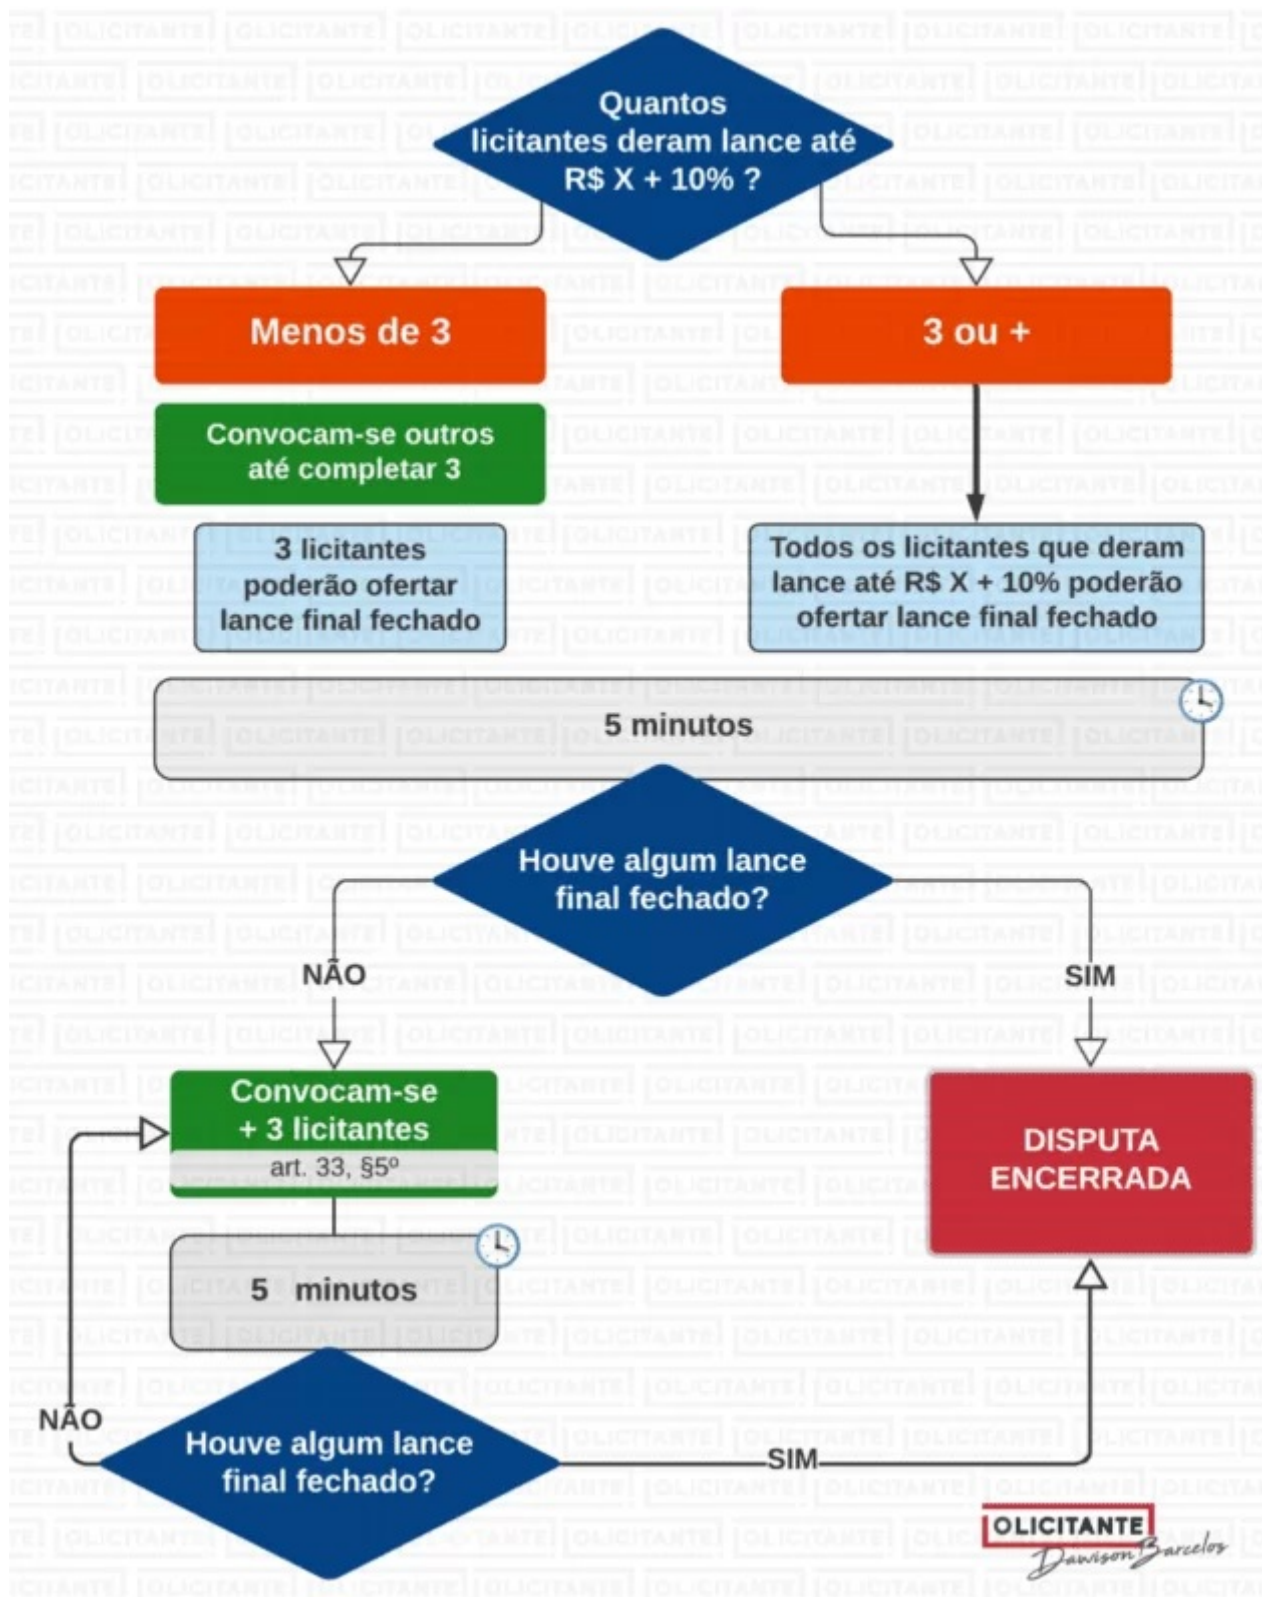 Quantos
licitantes deram lance até
R$ X + 10% ?
Menos de 3
3 ou +
Convocam-se outros
até completar 3
3 licitantes
poderão ofertar
lance final fechado
Todos os licitantes que deram
lance até R$ X + 10% poderão
ofertar lance final fechado
5 minutos
Houve algum lance
final fechado?
NÃO
SIM
Convocam-se
+ 3 licitantes
art. 33, §5º
DISPUTA
ENCERRADA
5 minutos
NÃO
Houve algum lance
final fechado?
SIM
OLICITANTE
Dawison Barcelos